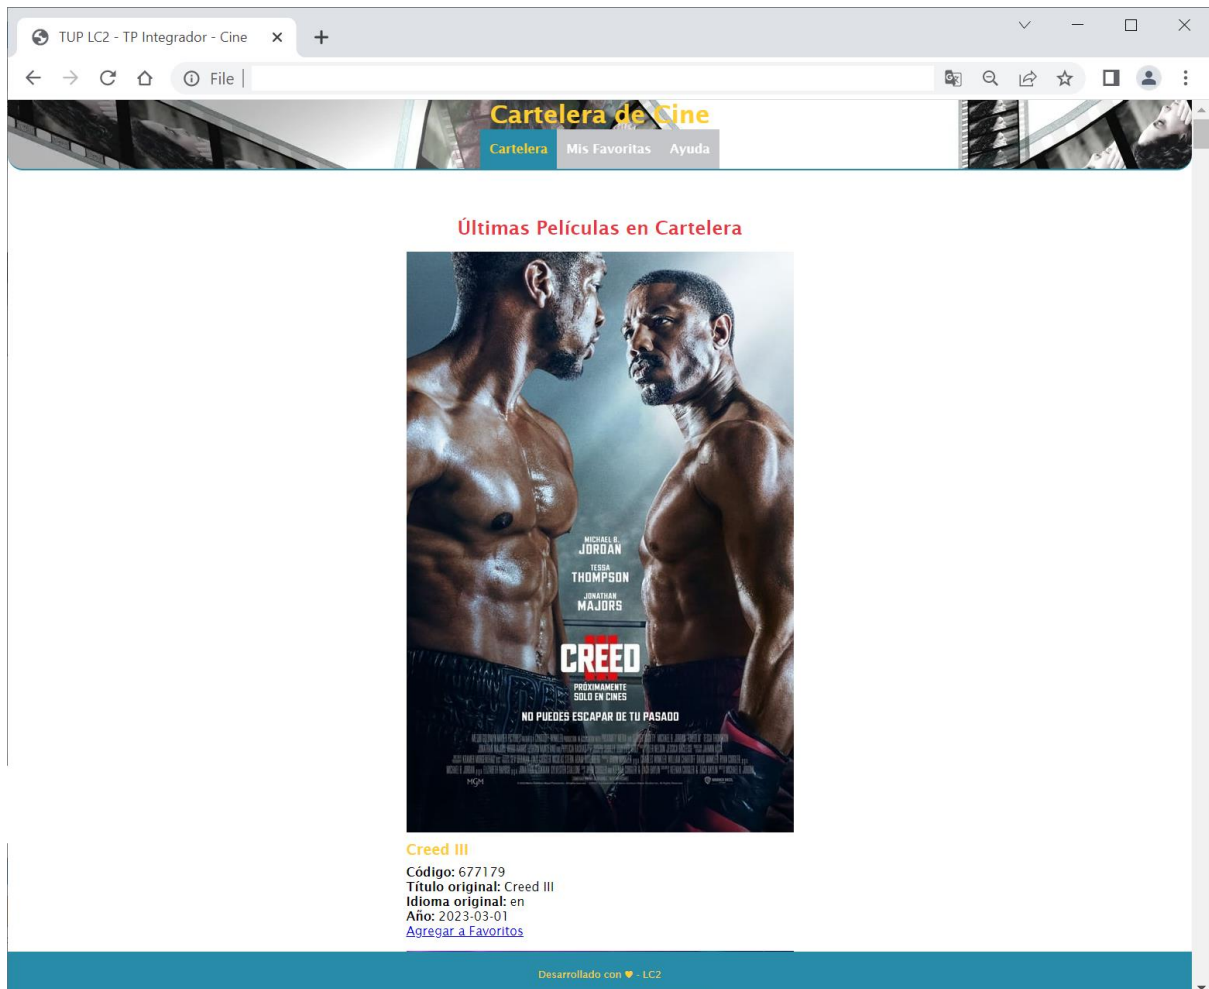 TUP LC2 - TP Integrador - Cine
File
Cartelera de Cine
Cartelera Mis Favoritas Ayuda
Últimas Películas en Cartelera
MICHAEL B.
JORDAN
TESSA
THOMPSON
JONATHAN
MAJORS
CREED
III
PRÓXIMAMENTE
SOLO EN CINES
NO PUEDES ESCAPAR DE TU PASADO
MGM
Creed III
Código: 677179
Título original: Creed III
Idioma original: en
Año: 2023-03-01
Agregar a Favoritos
Desarrollado con ♥ - LC2